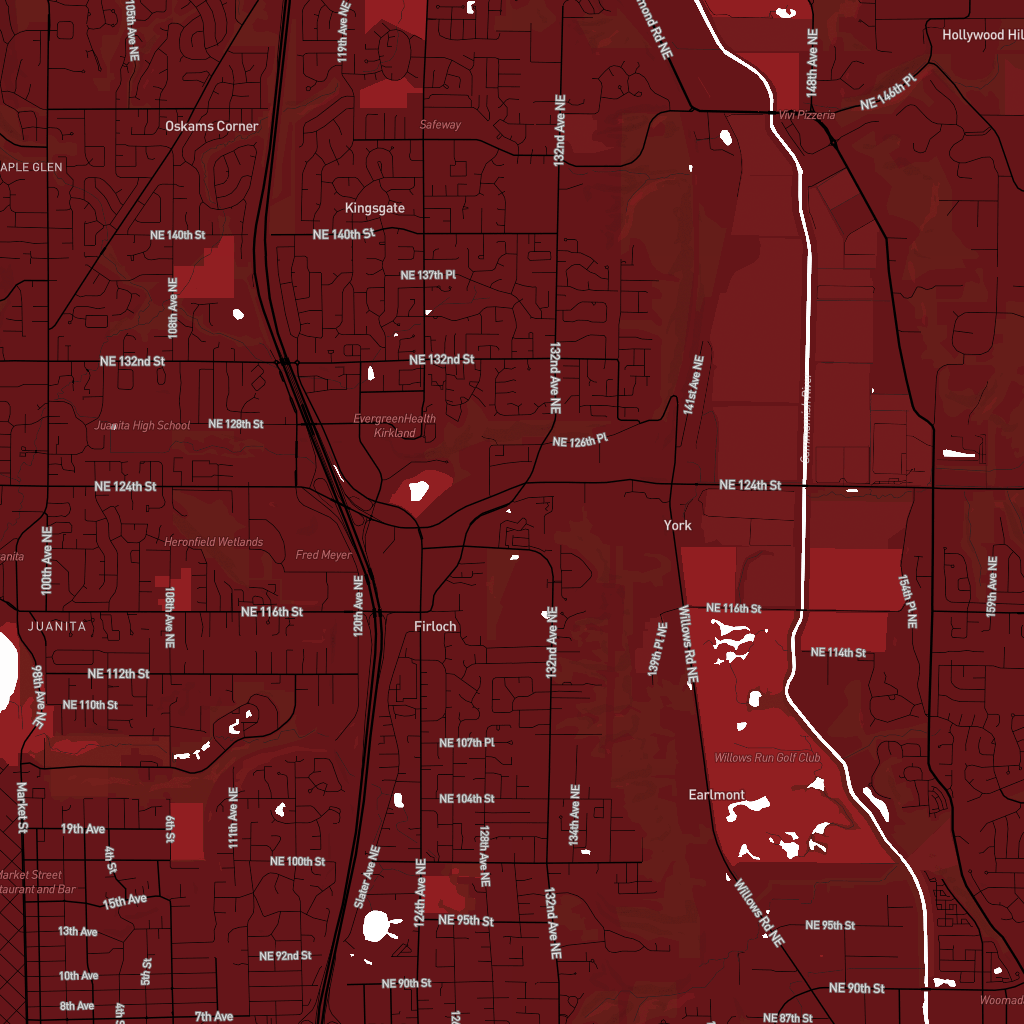 105th Ave NE
119th Ave NE
148th Ave NE
Hollywood Hil
NE 146th Pl
Vivi Pizzeria
Oskams Corner
Safeway
132nd Ave NE
APLE GLEN
Kingsgate
NE 140th St
NE 140th St
NE 137th Pl
108th Ave NE
NE 132nd St
NE 132nd St
132nd Ave NE
141st Ave NE
Juanita High School
NE 128th St
EvergreenHealth
Kirkland
NE 126th Pl
Sammamish River
NE 124th St
NE 124th St
York
100th Ave NE
Heronfield Wetlands
Fred Meyer
anita
108th Ave NE
120th Ave NE
154th Pl NE
159th Ave NE
NE 116th St
NE 116th St
JUANITA
Firloch
132nd Ave NE
139th Pl NE
Willows Rd NE
NE 114th St
NE 112th St
98th Ave NE
NE 110th St
NE 107th Pl
Willows Run Golf Club
Earlmont
Market St
NE 104th St
19th Ave
6th St
111th Ave NE
134th Ave NE
4th St
NE 100th St
128th Ave NE
Slater Ave NE
124th Ave NE
Market Street
taurant and Bar
15th Ave
132nd Ave NE
Willows Rd NE
NE 95th St
NE 95th St
13th Ave
NE 92nd St
10th Ave
5th St
NE 90th St
NE 90th St
Woomad
8th Ave
4th S
7th Ave
NE 87th St